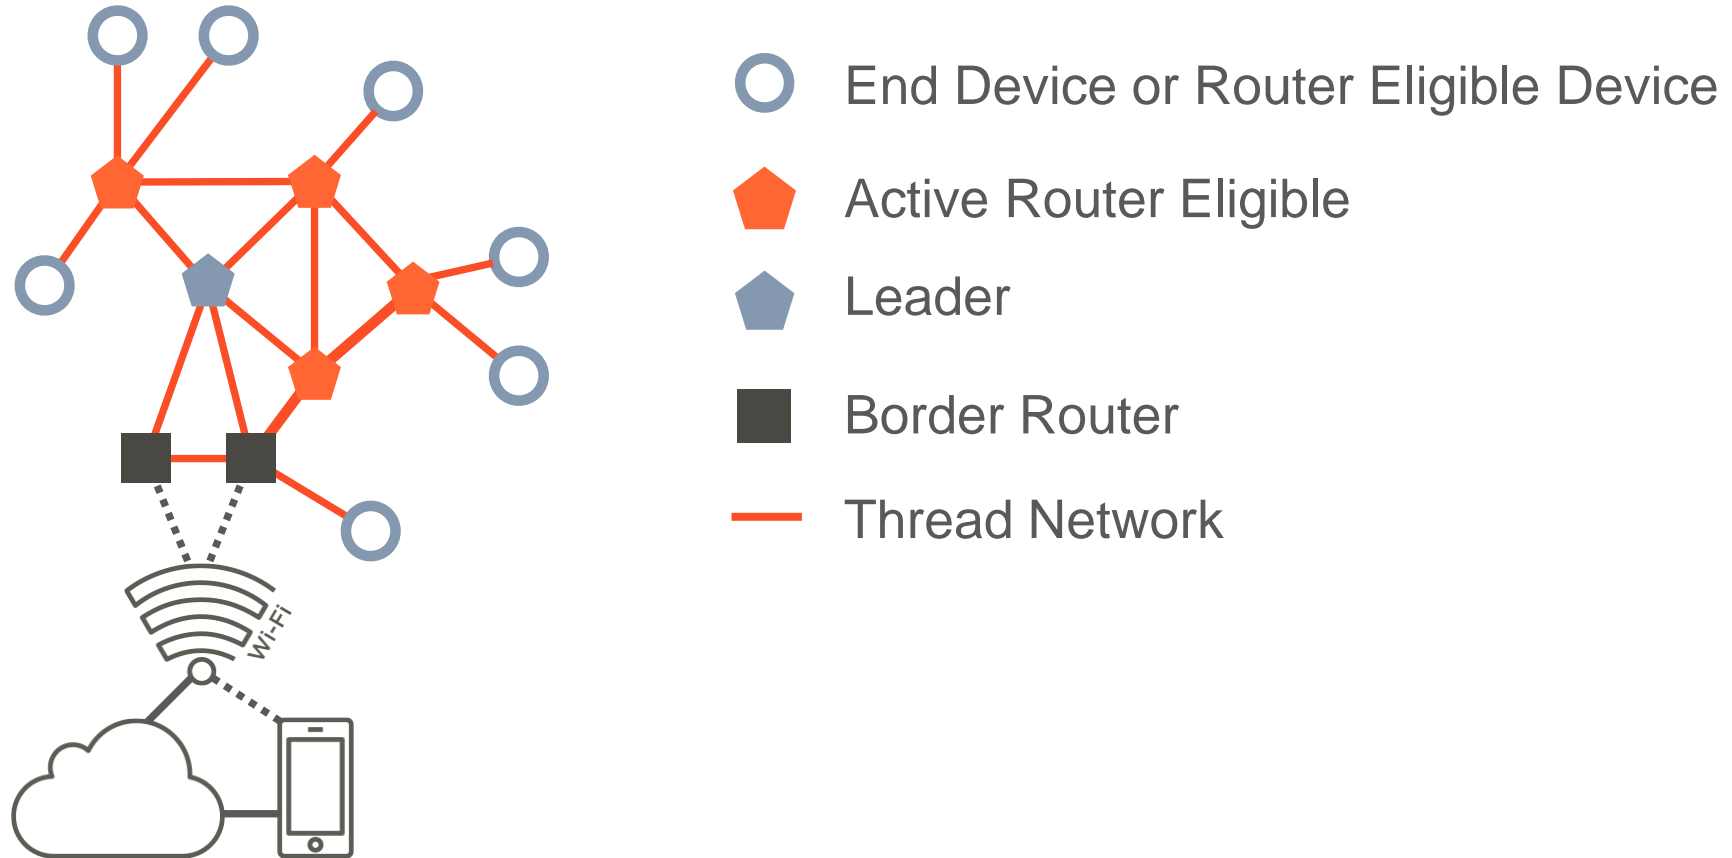 End Device or Router Eligible Device
Active Router Eligible
Leader
Border Router
Thread Network
Wi-Fi